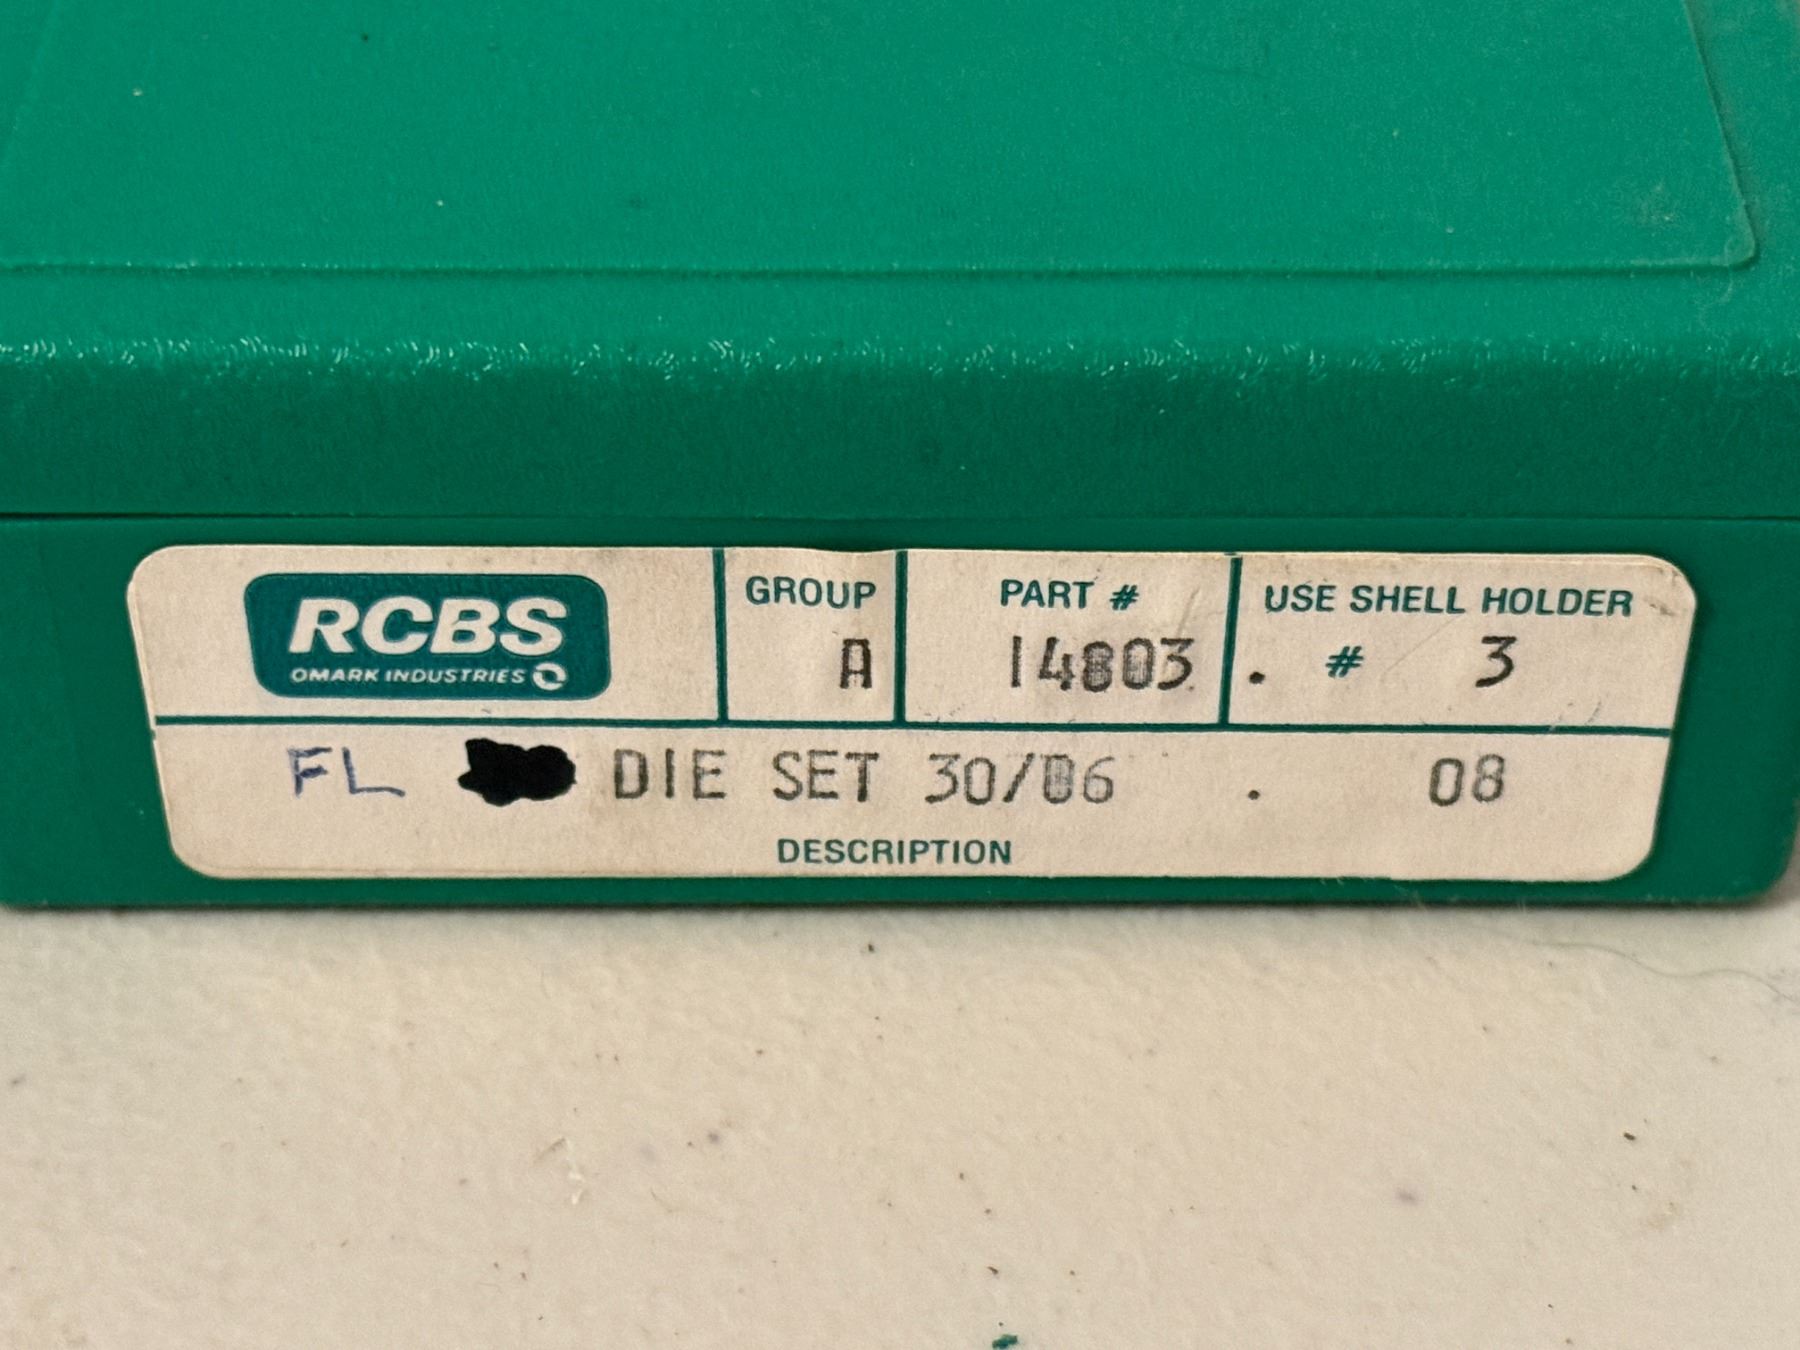 RCBS GROUP PART # USE SHELL HOLDER
OMARK INDUSTRIES A 14803 . # 3
FL DIE SET 30/06 . 08
DESCRIPTION